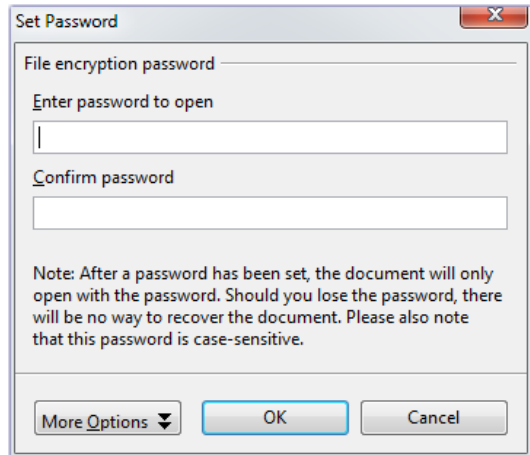 Set Password
File encryption password
Enter password to open
Confirm password
Note: After a password has been set, the document will only
open with the password. Should you lose the password, there
will be no way to recover the document. Please also note
that this password is case-sensitive.
More Options
OK
Cancel